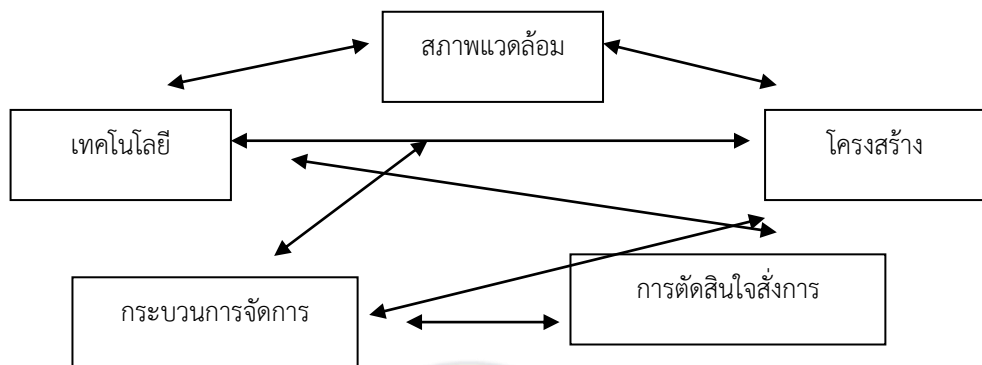 สภาพแวดล้อม
เทคโนโลยี
โครงสร้าง
การตัดสินใจสั่งการ
กระบวนการจัดการ